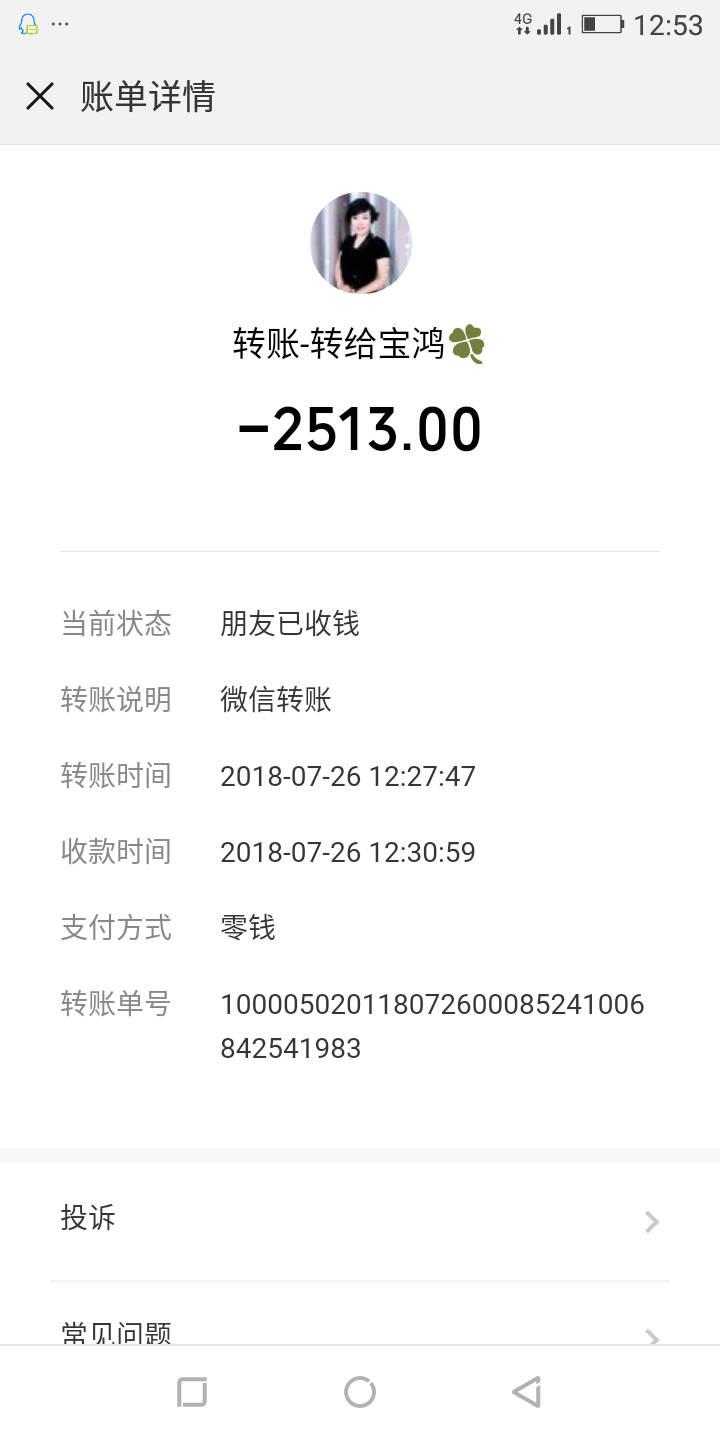 4G 1 12:53
账单详情
转账-转给宝鸿🍀
-2513.00
当前状态 朋友已收钱
转账说明 微信转账
转账时间 2018-07-26 12:27:47
收款时间 2018-07-26 12:30:59
支付方式 零钱
转账单号 100005020118072600085241006
842541983
投诉
常见问题